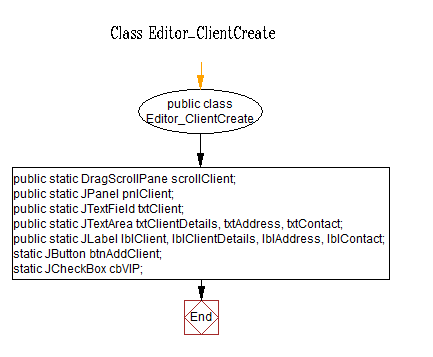 Class Editor_ClientCreate
public class
Editor_ClientCreate
public static DragScrollPane scrollClient;
public static JPanel pnlClient;
public static JTextField txtClient;
public static JTextArea txtClientDetails, txtAddress, txtContact;
public static JLabel lblClient, lblClientDetails, lblAddress, lblContact;
static JButton btnAddClient;
static JCheckBox cbVIP;
End